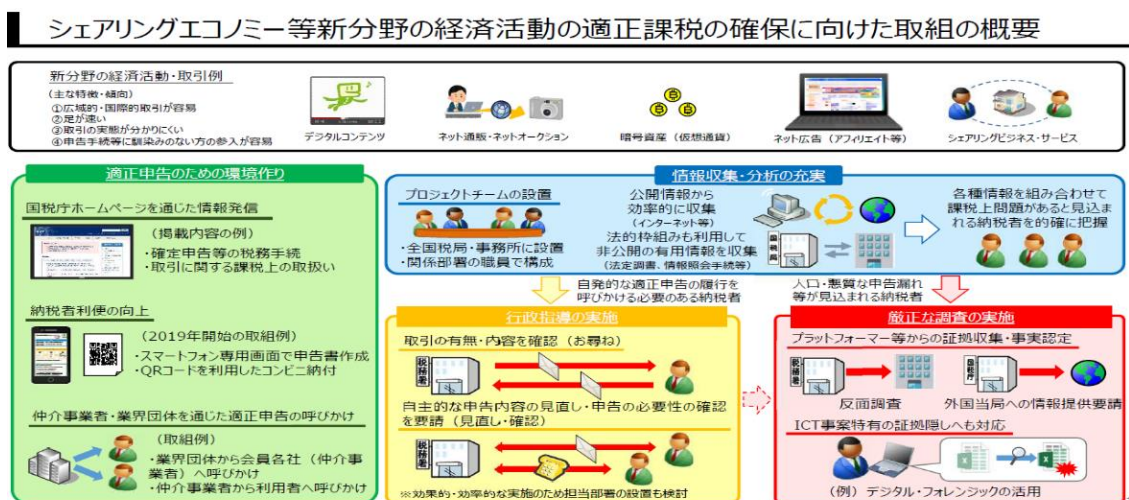 シェアリングエコノミー等新分野の経済活動の適正課税の確保に向けた取組の概要
新分野の経済活動・取引例
(主な特徴・傾向)
①広域的・国際的取引が容易
②足が速い
③取引の実態が分かりにくい
④申告手続等に馴染みのない方の参入が容易
デジタルコンテンツ
ネット通販・ネットオークション
暗号資産（仮想通貨）
ネット広告（アフィリエイト等）
シェアリングビジネス・サービス
適正申告のための環境作り
国税庁ホームページを通じた情報発信
(掲載内容の例)
・確定申告等の税務手続
・取引に関する課税上の取扱い
納税者利便の向上
(2019年開始の取組例)
・スマートフォン専用画面で申告書作成
・QRコードを利用したコンビニ納付
仲介事業者・業界団体を通じた適正申告の呼びかけ
(取組例)
・業界団体から会員各社（仲介事
業者）へ呼びかけ
・仲介事業者から利用者へ呼びかけ
情報収集・分析の充実
プロジェクトチームの設置
・全国税局・事務所に設置
・関係部署の職員で構成
公開情報から
効率的に収集
(インターネット等)
法的枠組みも利用して
非公開の有用情報を収集
(法定調書、情報照会手続等)
国税局
各種情報を組み合わせて
課税上問題があると見込ま
れる納税者を的確に把握
自発的な適正申告の履行を
呼びかける必要のある納税者
大口・悪質な申告漏れ
等が見込まれる納税者
行政指導の実施
取引の有無・内容を確認（お尋ね）
税務署
自主的な申告内容の見直し・申告の必要性の確認
を要請（見直し・確認）
税務署
※効果的・効率的な実施のため担当部署の設置も検討
厳正な調査の実施
プラットフォーマー等からの証拠収集・事実認定
税務署
国税庁
反面調査
外国当局への情報提供要請
ICT事案特有の証拠隠しへも対応
(例) デジタル・フォレンジックの活用